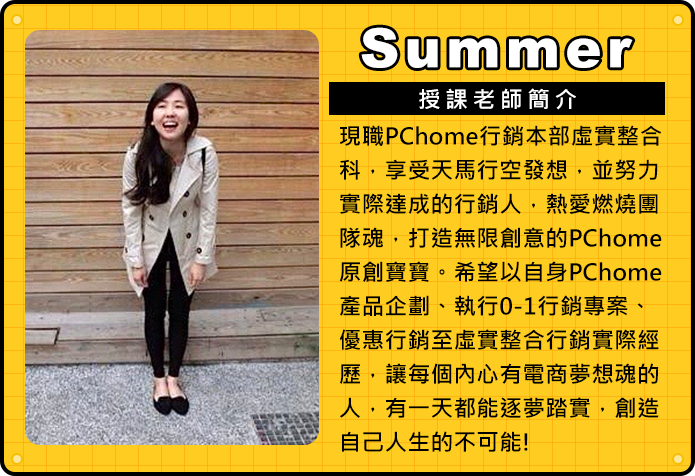 Summer
授課老師簡介
現職PChome行銷本部虛實整合
科，享受天馬行空發想，並努力
實際達成的行銷人，熱愛燃燒團
隊魂，打造無限創意的PChome
原創寶寶。希望以自身PChome
產品企劃、執行0-1行銷專案、
優惠行銷至虛實整合行銷實際經
歷，讓每個內心有電商夢想魂的
人，有一天都能逐夢踏實，創造
自己人生的不可能!